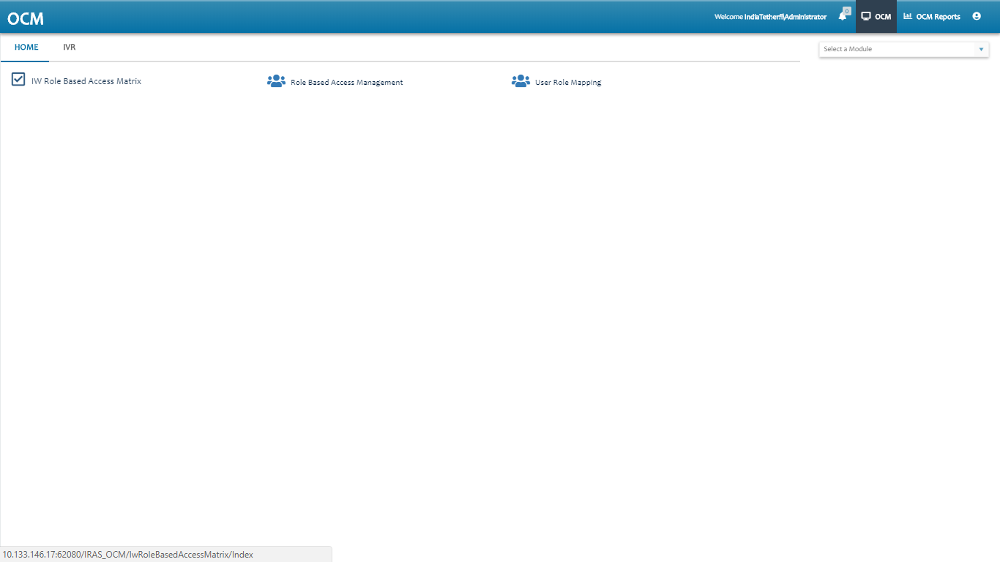 OCM
Welcome IndiaTetherfi\Administrator
0
OCM
OCM Reports
HOME
IVR
Select a Module
IW Role Based Access Matrix
Role Based Access Management
User Role Mapping
10.133.146.17:62080/IRAS_OCM/IwRoleBasedAccessMatrix/Index